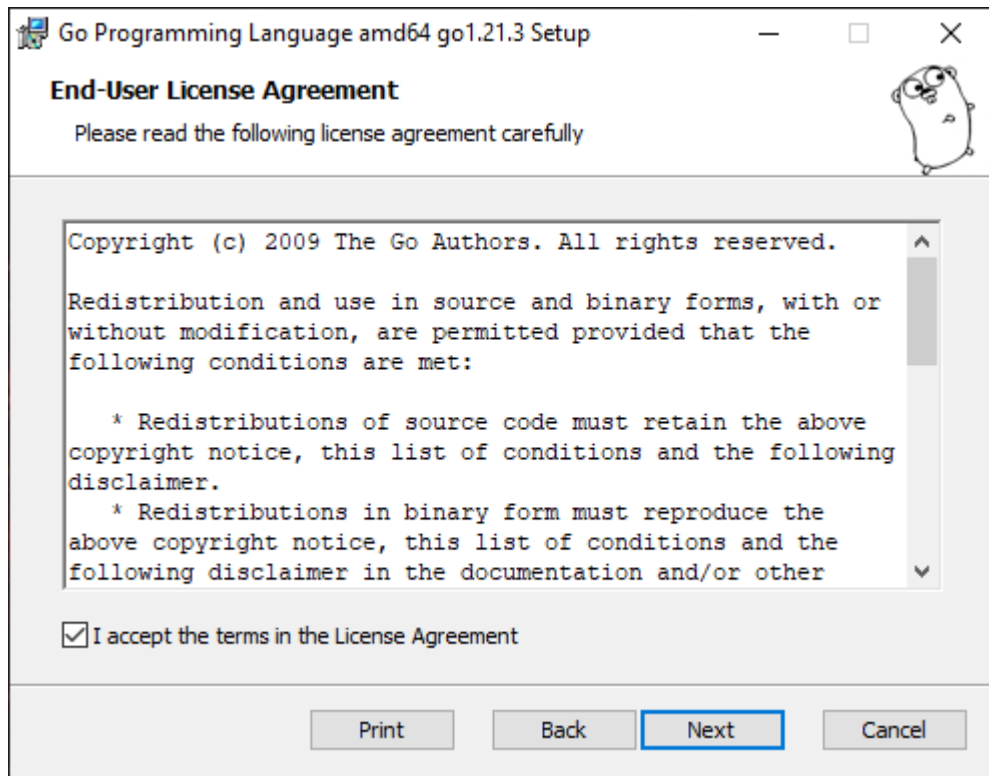 Go Programming Language amd64 go1.21.3 Setup
End-User License Agreement
Please read the following license agreement carefully
Copyright (c) 2009 The Go Authors. All rights reserved.
Redistribution and use in source and binary forms, with or
without modification, are permitted provided that the
following conditions are met:
* Redistributions of source code must retain the above
copyright notice, this list of conditions and the following
disclaimer.
* Redistributions in binary form must reproduce the
above copyright notice, this list of conditions and the
following disclaimer in the documentation and/or other
I accept the terms in the License Agreement
Print Back Next Cancel